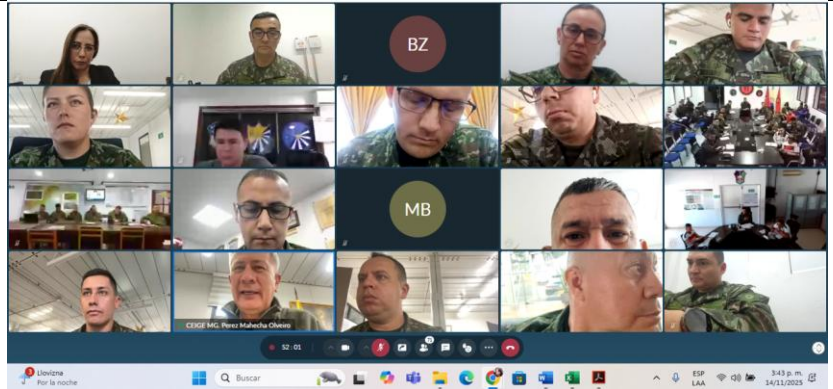 BZ
MB
CEIGE MG. Perez Mahecha Olveiro
52:01
Llovizna
Por la noche
Buscar
ESP
LAA
3:43 p. m.
14/11/2025